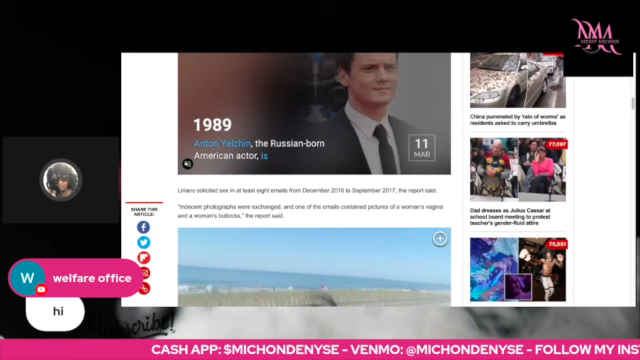 NMA
1989
Anton Yelchin, the Russian-born
American actor, is
11
MAR
Liriano solicited sex in at least eight emails from December 2016 to September 2017, the report said.
"Indecent photographs were exchanged, and one of the emails contained pictures of a woman's vagina
and a woman's buttocks," the report said.
SHARE THIS
ARTICLE:
China pummeled by 'rain of worms' as
residents asked to carry umbrellas
77,097
Dad dresses as Julius Caesar at
school board meeting to protest
teacher's gender-fluid attire
75,551
W
welfare office
hi
Subscribe!
CASH APP: $MICHONDENYSE - VENMO: @MICHONDENYSE - FOLLOW MY INS